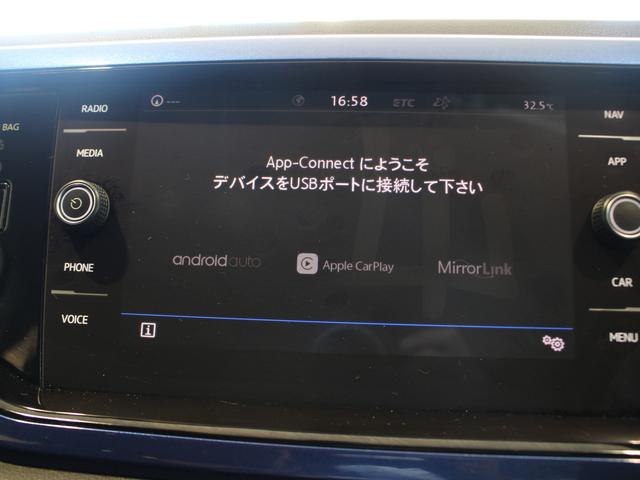 BAG
RADIO
MEDIA
PHONE
VOICE
---
16:58
ETC
32.5℃
App-Connect にようこそ
デバイスをUSBポートに接続して下さい
androidauto
Apple CarPlay
MirrorLink
i
NAV
APP
CAR
MENU